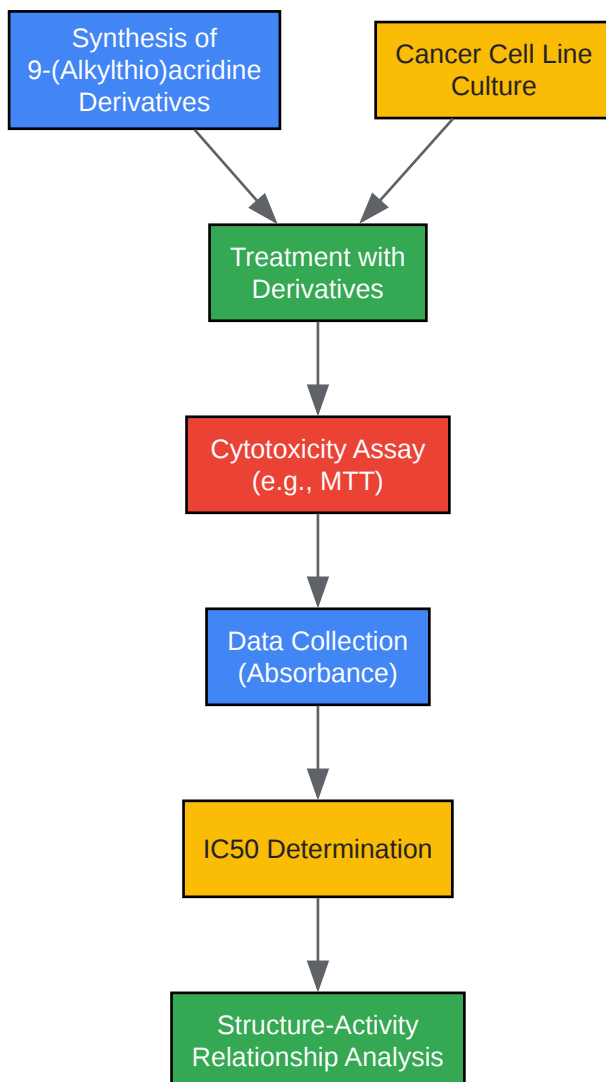 Synthesis of
9-(Alkylthio)acridine
Derivatives
Cancer Cell Line
Culture
Treatment with
Derivatives
Cytotoxicity Assay
(e.g., MTT)
Data Collection
(Absorbance)
IC50 Determination
Structure-Activity
Relationship Analysis